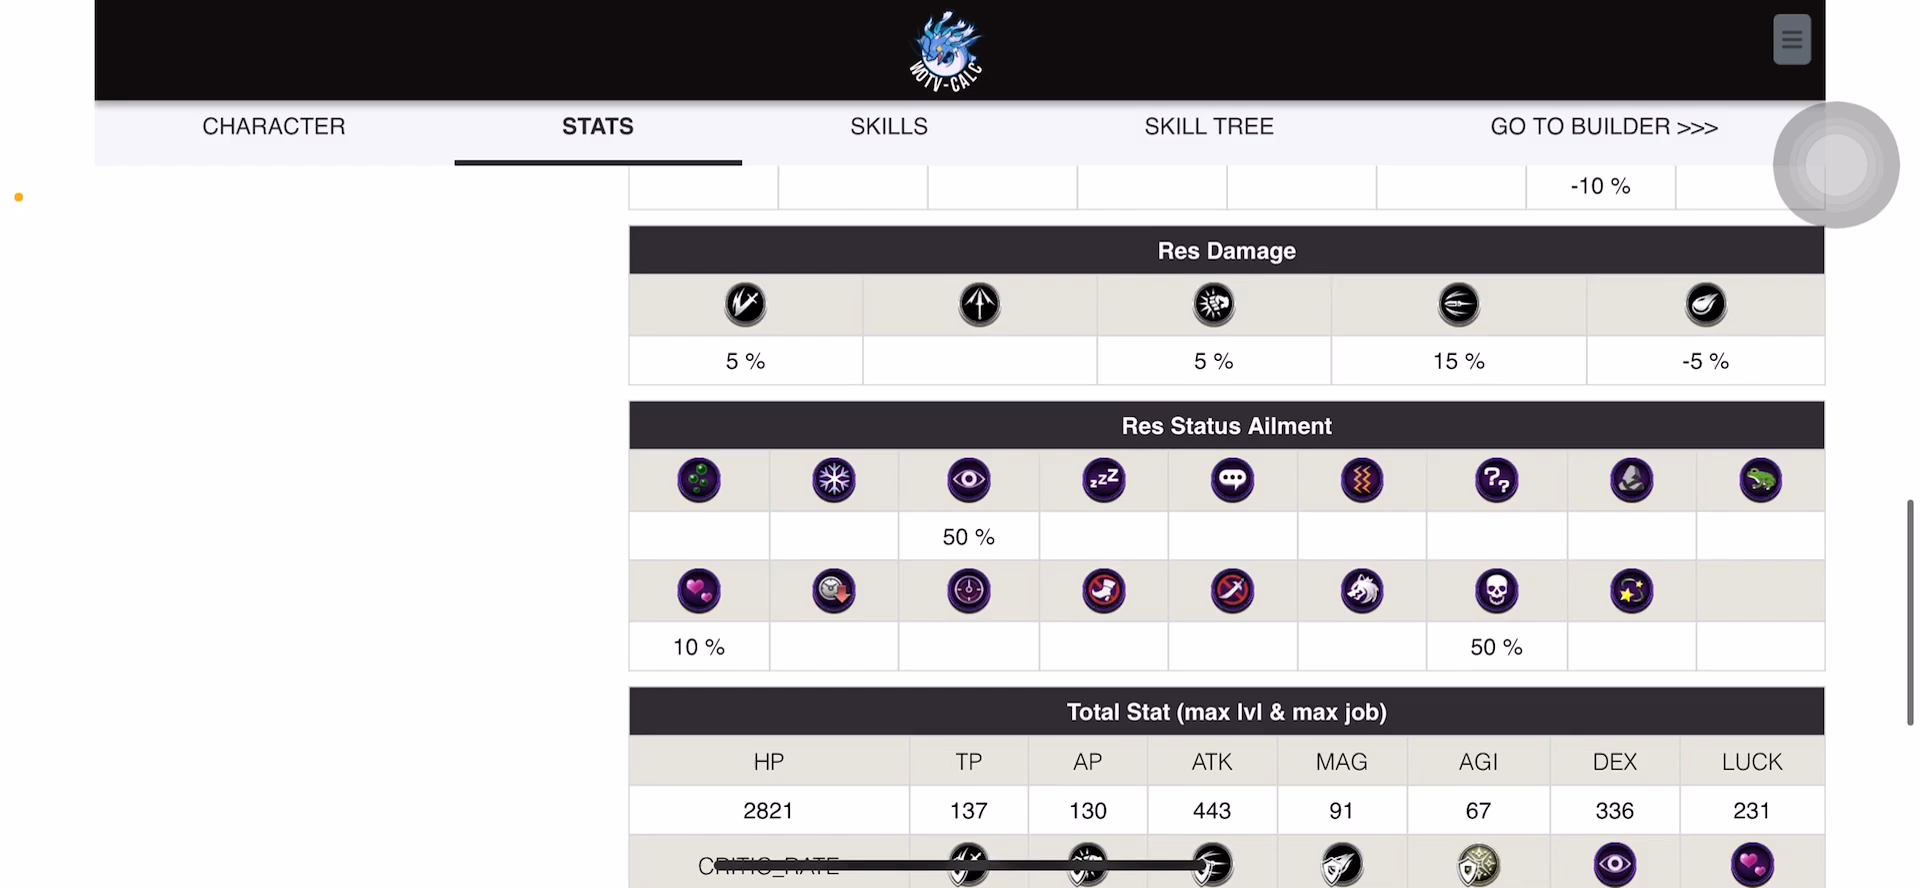 WOTV-CALC
CHARACTER STATS SKILLS SKILL TREE GO TO BUILDER >>>
-10 %
Res Damage
5 % 5 % 15 % -5 %
Res Status Ailment
zzZ ??
50 %
10 % 50 %
Total Stat (max lvl & max job)
HP TP AP ATK MAG AGI DEX LUCK
2821 137 130 443 91 67 336 231
CRITIC_RATE